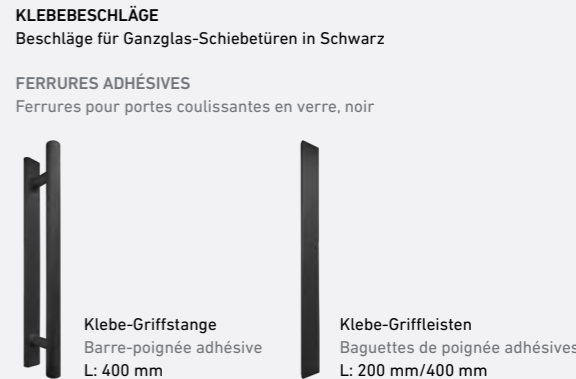 KLEBEBESCHLÄGE
Beschläge für Ganzglas-Schiebetüren in Schwarz
FERRURES ADHÉSIVES
Ferrures pour portes coulissantes en verre, noir
Klebe-Griffstange
Barre-poignée adhésive
L: 400 mm
Klebe-Griffleisten
Baguettes de poignée adhésives
L: 200 mm/400 mm